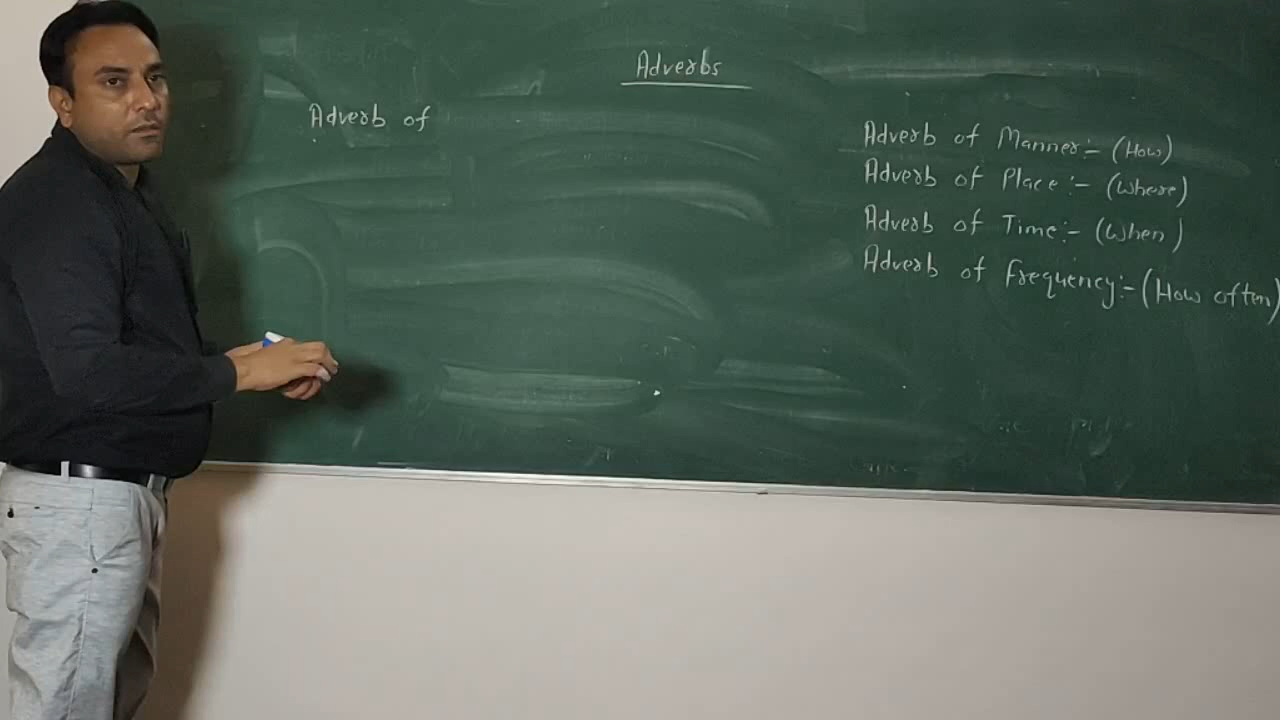 Adverbs
Adverb of
Adverb of Manner:- (How)
Adverb of Place:- (Where)
Adverb of Time:- (When)
Adverb of Frequency:- (How often)